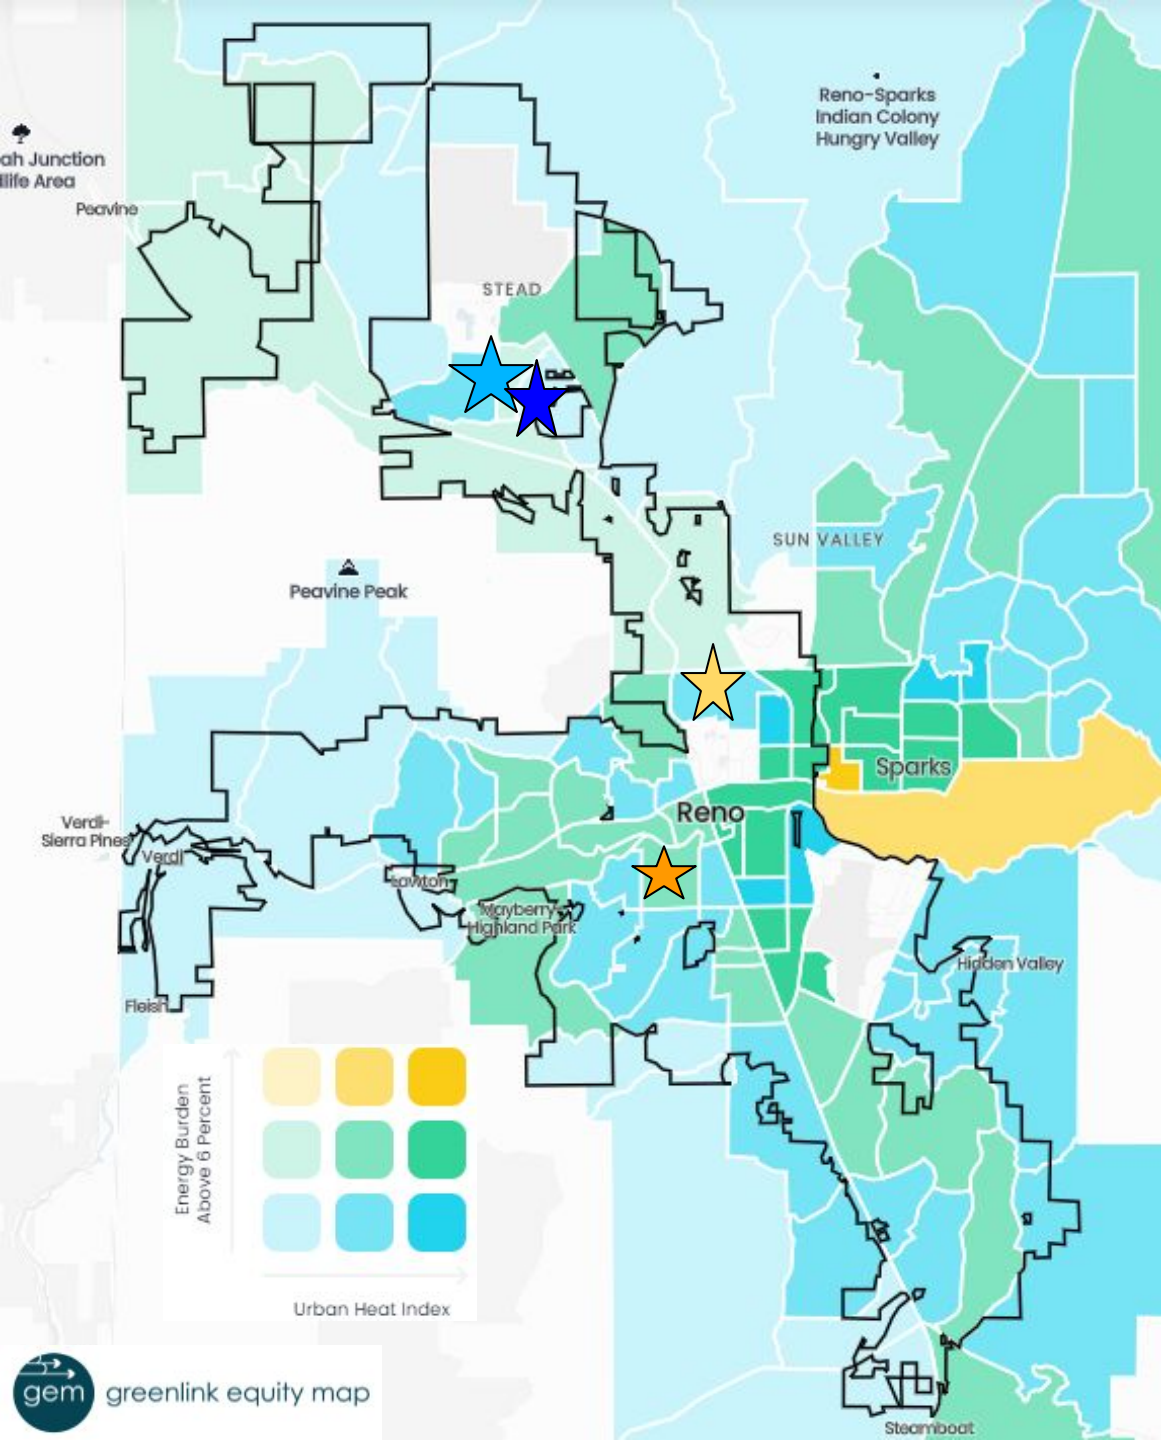 Reno-Sparks
Indian Colony
Hungry Valley
ah Junction
life Area
Peavine
STEAD
SUN VALLEY
Peavine Peak
Sparks
Reno
Verdi-
Sierra Pines
Verdi
Lawton
Mayberry-
Highland Park
Hidden Valley
Fleish
Energy Burden
Above 6 Percent
Urban Heat Index
gem greenlink equity map
Steamboat